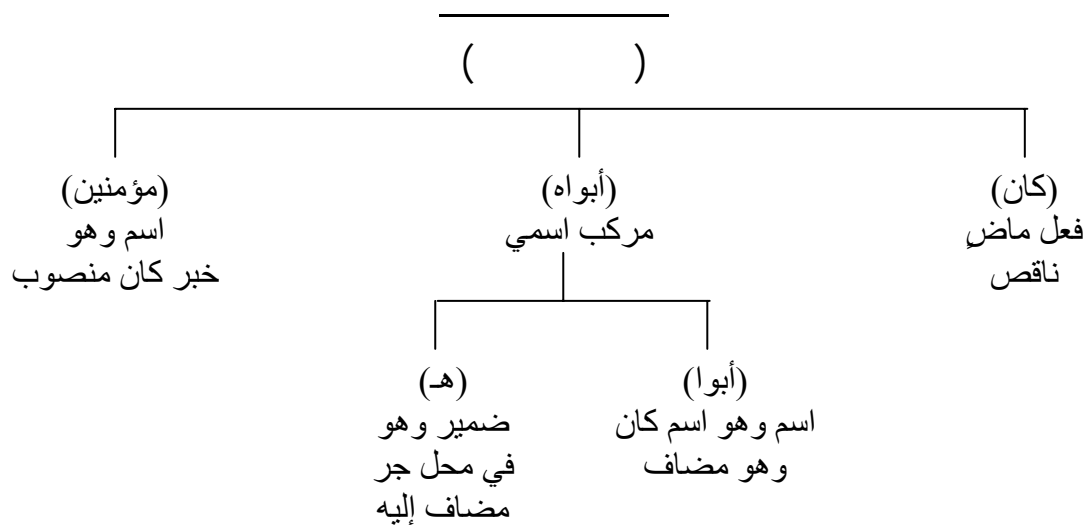 (             )
(كان)
فعل ماضٍ
ناقص
(أبواه)
مركب اسمي
(مؤمنين)
اسم وهو
خبر كان منصوب
(أبوا)
اسم وهو اسم كان
وهو مضاف
(هـ)
ضمير وهو
في محل جر
مضاف إليه